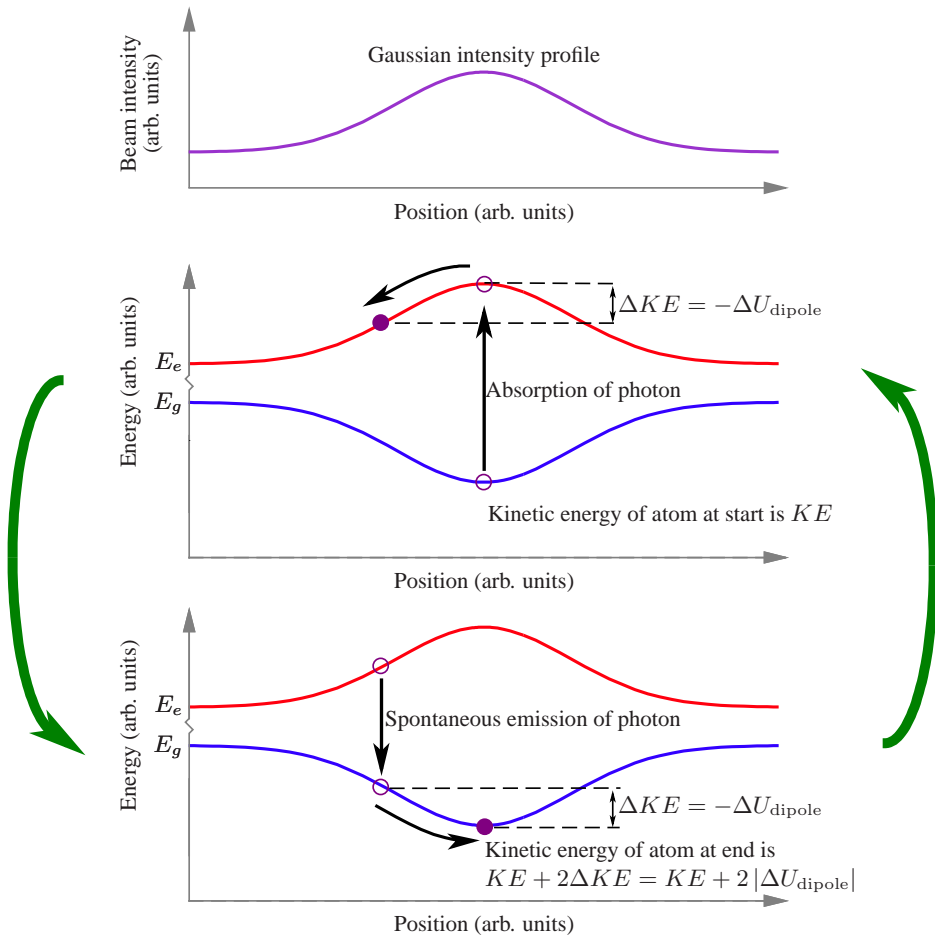 Gaussian intensity profile
Beam intensity
(arb. units)
Position (arb. units)
ΔKE = −ΔU_dipole
E_e
Absorption of photon
E_g
Energy (arb. units)
Kinetic energy of atom at start is KE
Position (arb. units)
E_e
Spontaneous emission of photon
E_g
Energy (arb. units)
ΔKE = −ΔU_dipole
Kinetic energy of atom at end is
KE + 2ΔKE = KE + 2 |ΔU_dipole|
Position (arb. units)